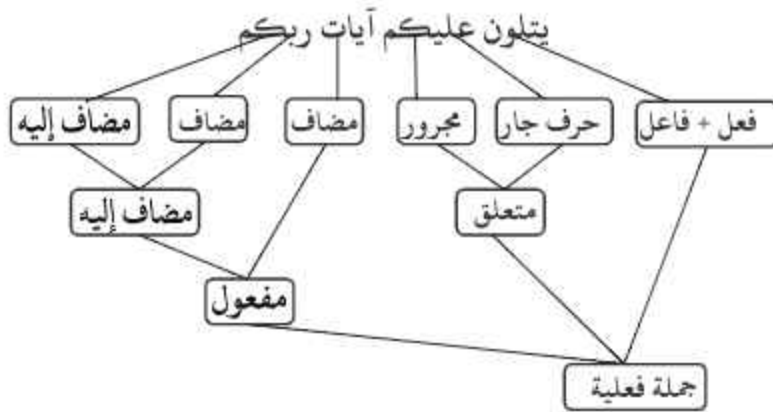 يتلون عليكم آيات ربكم
فعل + فاعل حرف جار مجرور مضاف مضاف مضاف إليه
متعلق مضاف إليه
مفعول
جملة فعلية